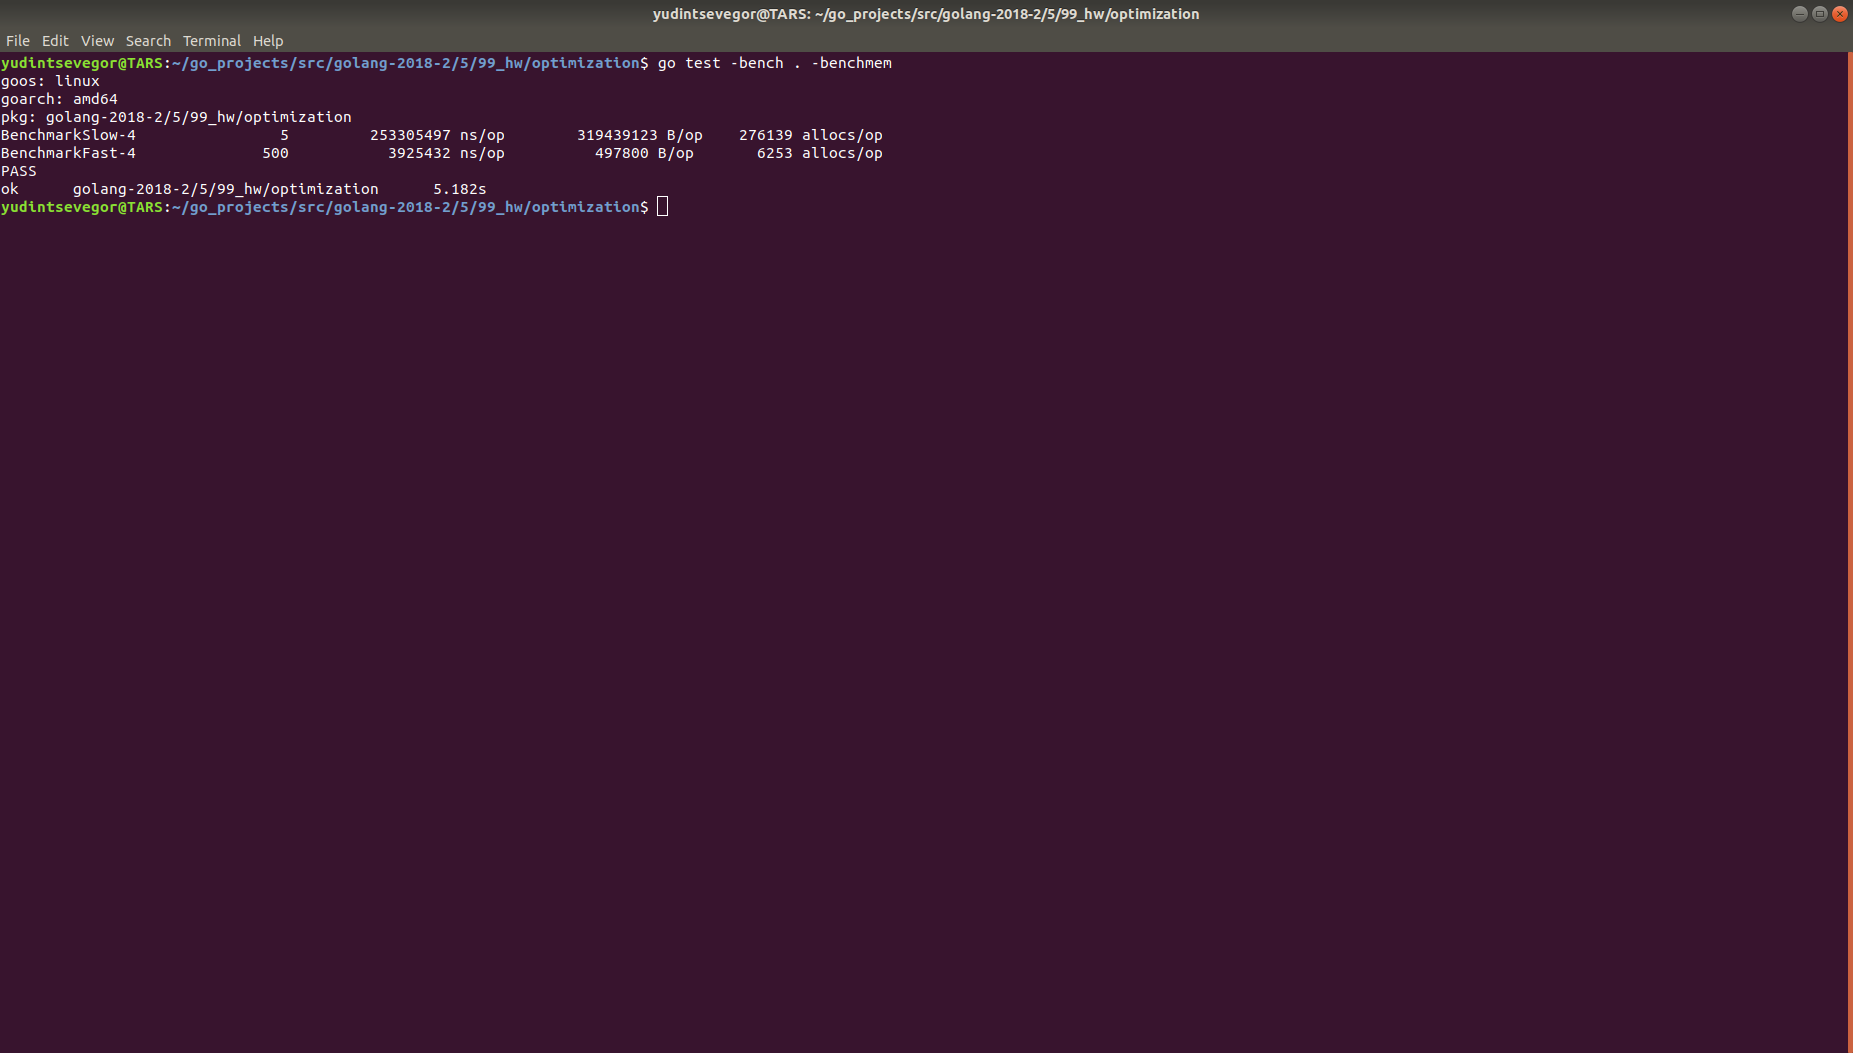 yudintsevegor@TARS: ~/go_projects/src/golang-2018-2/5/99_hw/optimization
File Edit View Search Terminal Help
yudintsevegor@TARS:~/go_projects/src/golang-2018-2/5/99_hw/optimization$ go test -bench . -benchmem
goos: linux
goarch: amd64
pkg: golang-2018-2/5/99_hw/optimization
BenchmarkSlow-4                5         253305497 ns/op        319439123 B/op    276139 allocs/op
BenchmarkFast-4              500           3925432 ns/op          497800 B/op       6253 allocs/op
PASS
ok      golang-2018-2/5/99_hw/optimization      5.182s
yudintsevegor@TARS:~/go_projects/src/golang-2018-2/5/99_hw/optimization$